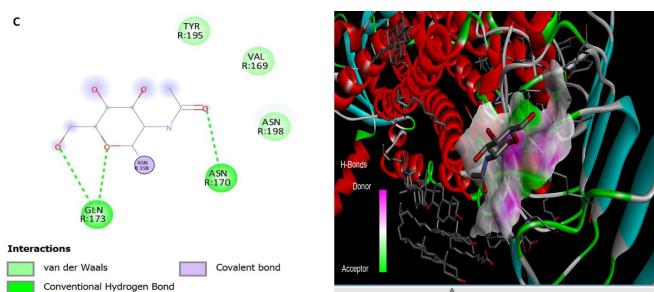 C
TYR
R:195
VAL
R:169
ASN
R:198
N
O
ASN
R:198
ASN
R:170
GLN
R:173
Interactions
van der Waals
Conventional Hydrogen Bond
Covalent bond
H-Bonds
Donor
Acceptor